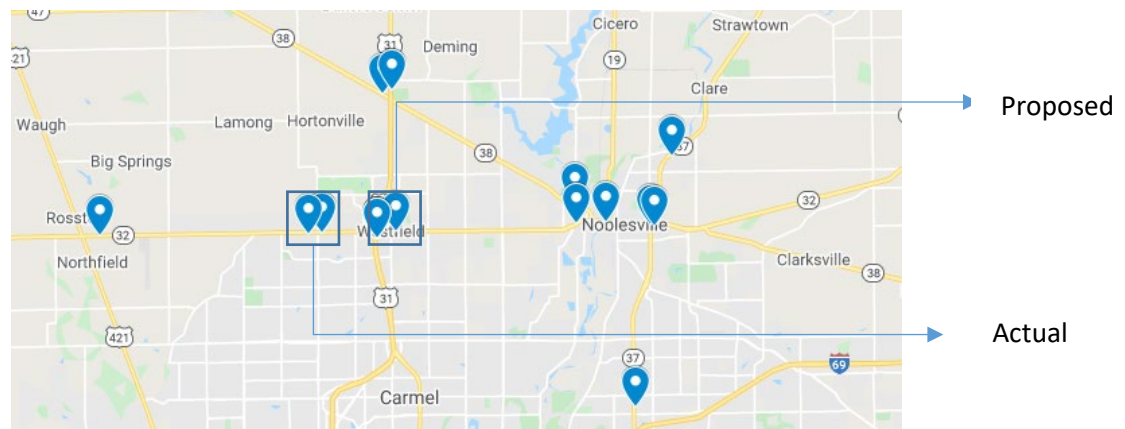 47
Cicero
Strawtown
38
31
Deming
421
19
Clare
Proposed
Waugh
Lamong
Hortonville
37
38
Big Springs
32
Rosst
32
Noblesville
Westfield
Northfield
Clarksville
38
31
Actual
421
37
69
Carmel